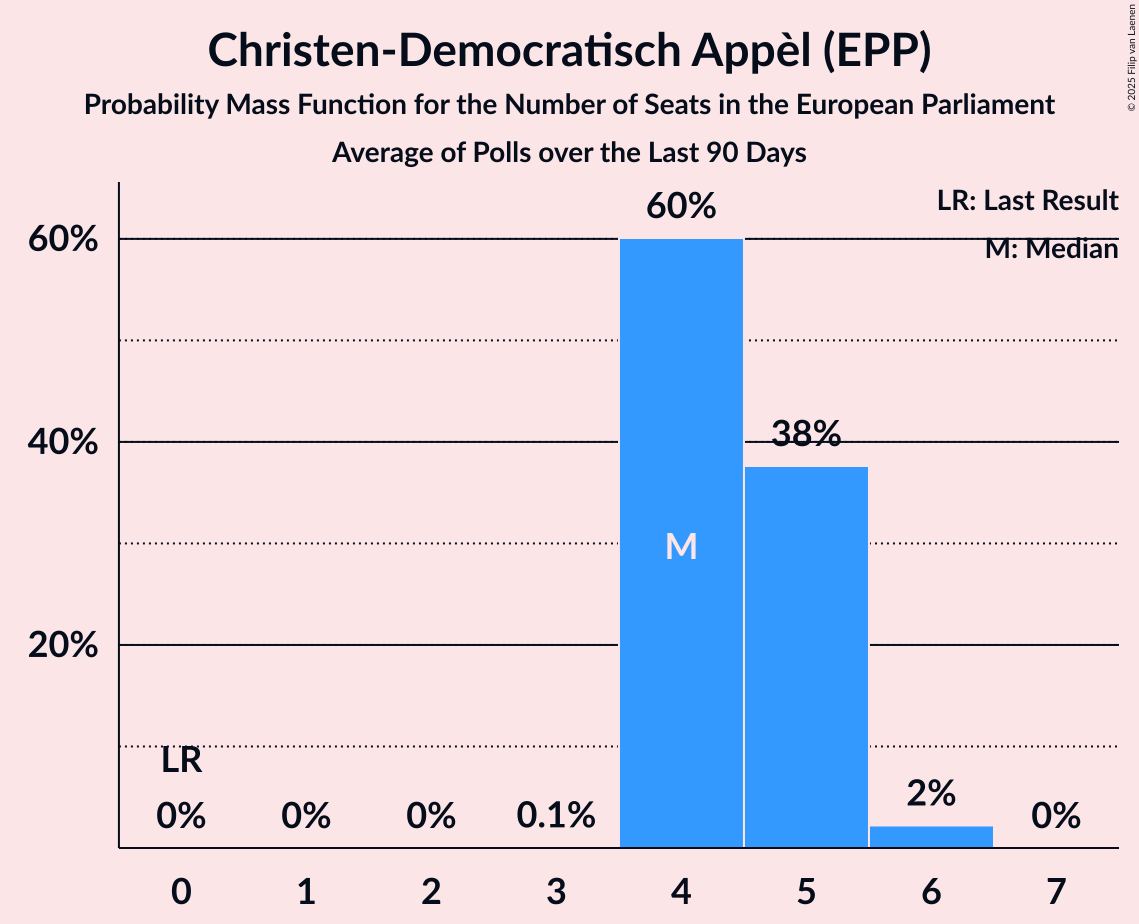 Christen-Democratisch Appèl (EPP)
Probability Mass Function for the Number of Seats in the European Parliament
Average of Polls over the Last 90 Days
© 2025 Filip van Laenen
LR: Last Result
M: Median
60%
40%
20%
LR
0%
0%
0%
0.1%
60%
M
38%
2%
0%
0 1 2 3 4 5 6 7